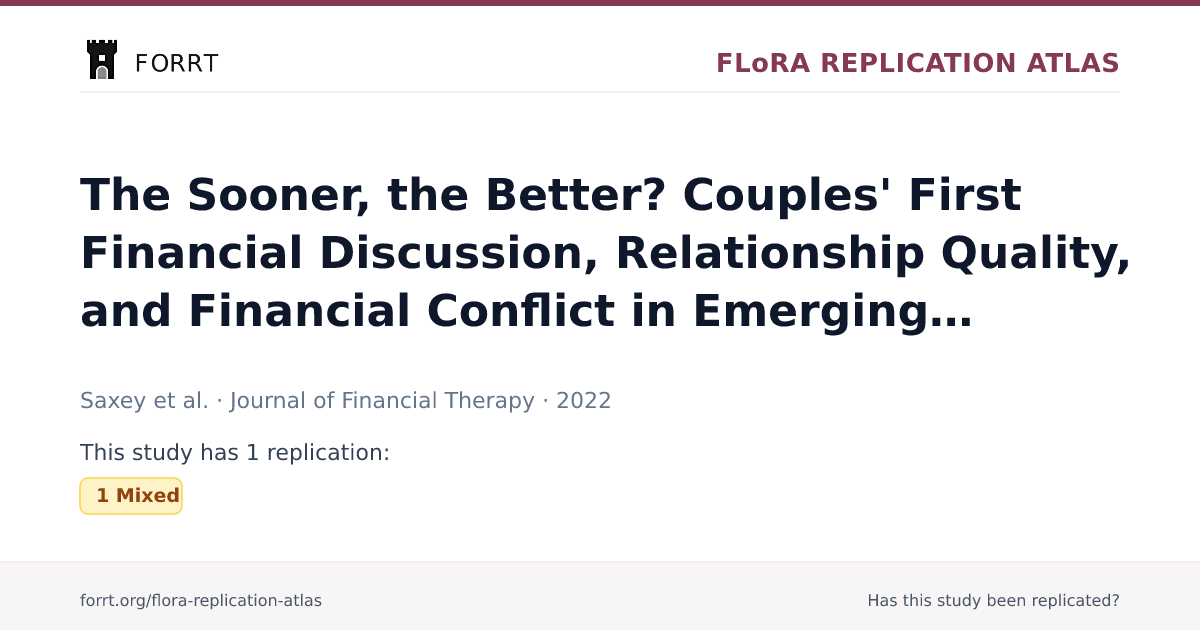 FORRT
FLoRA REPLICATION ATLAS
The Sooner, the Better? Couples' First
Financial Discussion, Relationship Quality,
and Financial Conflict in Emerging…
Saxey et al. · Journal of Financial Therapy · 2022
This study has 1 replication:
1 Mixed
forrt.org/flora-replication-atlas
Has this study been replicated?